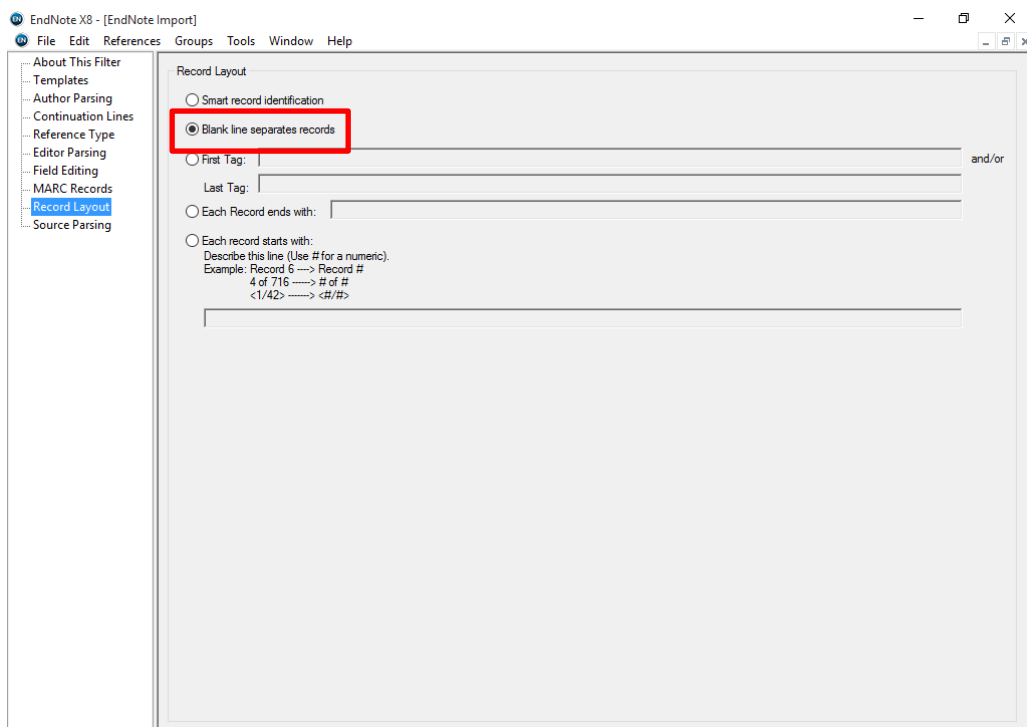 EndNote X8 - [EndNote Import]
File Edit References Groups Tools Window Help
About This Filter
Templates
Author Parsing
Continuation Lines
Reference Type
Editor Parsing
Field Editing
MARC Records
Record Layout
Source Parsing
Record Layout
Smart record identification
Blank line separates records
First Tag: and/or
Last Tag:
Each Record ends with:
Each record starts with:
Describe this line (Use # for a numeric).
Example: Record 6 ----> Record #
4 of 716 ------> # of #
<1/42> -------> <#/#>